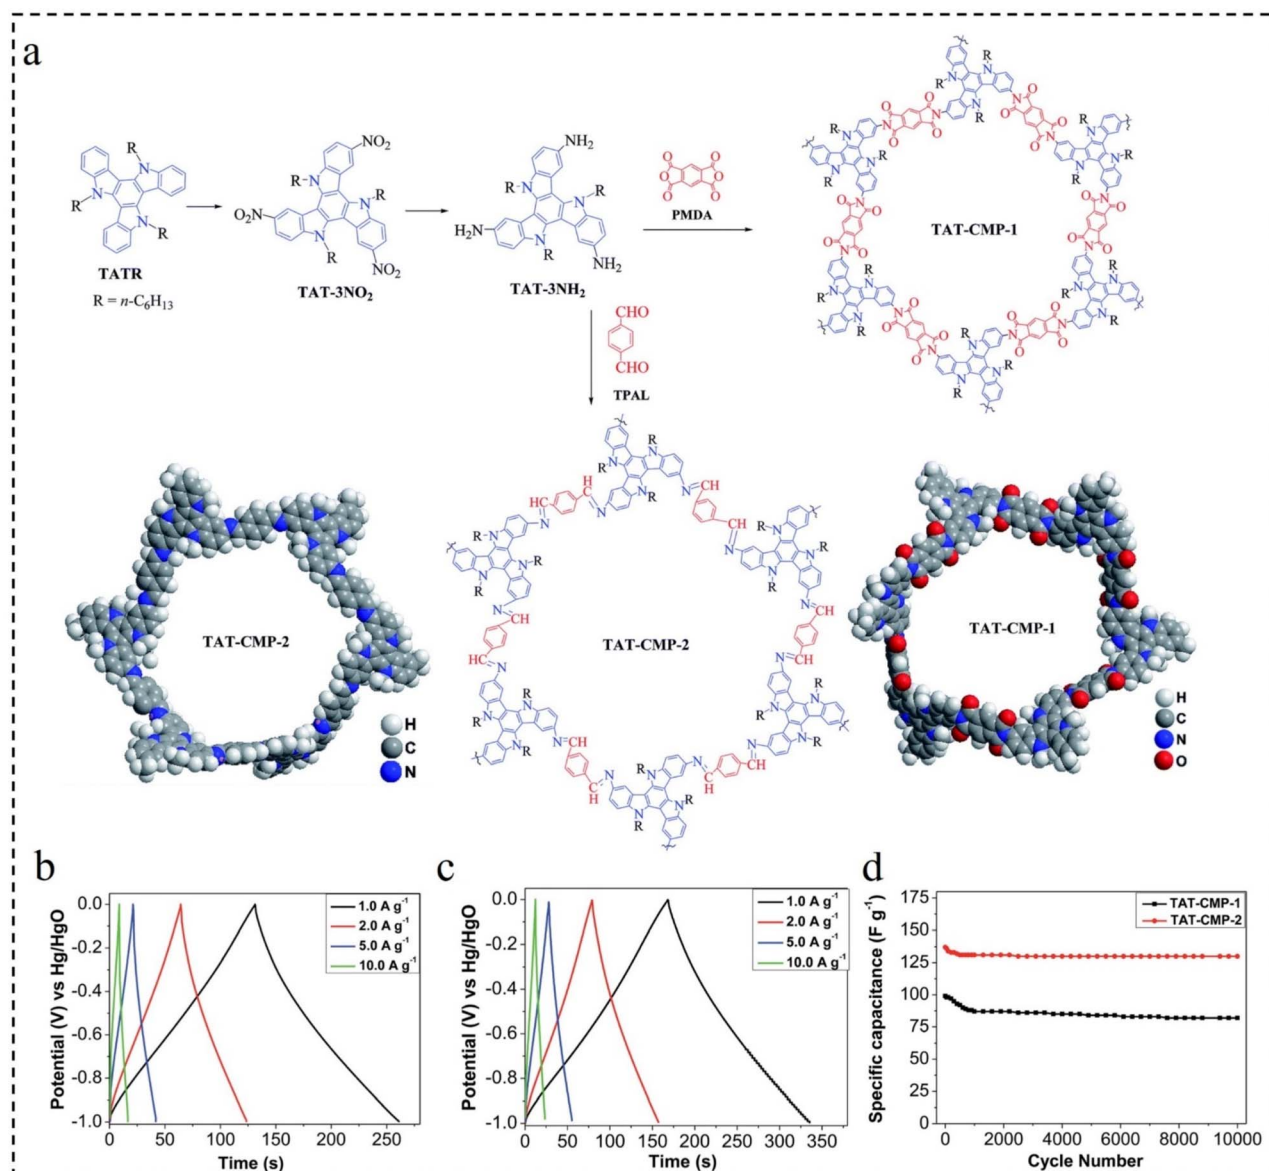 a
R
N
N
R
N
R
TATR
R = n-C6H13
NO2
R
N
N
R
O2N
N
R
NO2
TAT-3NO2
NH2
R
N
N
R
H2N
N
R
NH2
TAT-3NH2
PMDA
TAT-CMP-1
CHO
CHO
TPAL
TAT-CMP-2
H
C
N
TAT-CMP-2
TAT-CMP-1
H
C
N
O
b
Potential (V) vs Hg/HgO
0.0
-0.2
-0.4
-0.6
-0.8
-1.0
1.0 A g-1
2.0 A g-1
5.0 A g-1
10.0 A g-1
0 50 100 150 200 250
Time (s)
c
Potential (V) vs Hg/HgO
0.0
-0.2
-0.4
-0.6
-0.8
-1.0
1.0 A g-1
2.0 A g-1
5.0 A g-1
10.0 A g-1
0 50 100 150 200 250 300 350
Time (s)
d
Specific capacitance (F g-1)
175
150
125
100
75
50
25
0
TAT-CMP-1
TAT-CMP-2
0 2000 4000 6000 8000 10000
Cycle Number